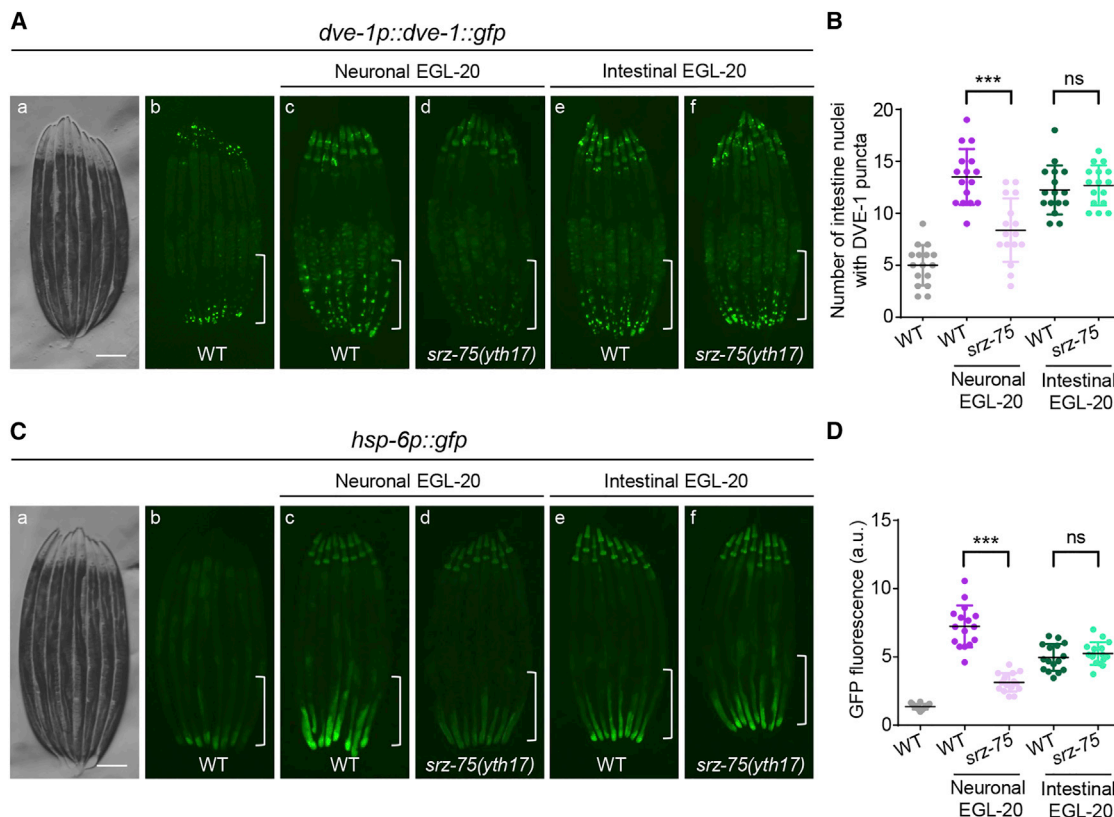 A
dve-1p::dve-1::gfp
Neuronal EGL-20
Intestinal EGL-20
a
b
c
d
e
f
WT
WT
srz-75(yth17)
WT
srz-75(yth17)
B
Number of intestine nuclei
with DVE-1 puncta
20
15
10
5
0
***
ns
WT
WT
srz-75
WT
srz-75
Neuronal
EGL-20
Intestinal
EGL-20
C
hsp-6p::gfp
Neuronal EGL-20
Intestinal EGL-20
a
b
c
d
e
f
WT
WT
srz-75(yth17)
WT
srz-75(yth17)
D
GFP fluorescence (a.u.)
15
10
5
0
***
ns
WT
WT
srz-75
WT
srz-75
Neuronal
EGL-20
Intestinal
EGL-20